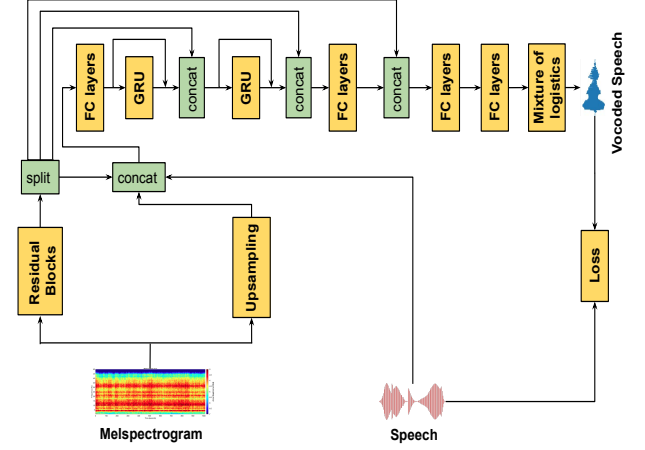 FC layers
GRU
concat
GRU
concat
FC layers
concat
FC layers
FC layers
Mixture of
logistics
Vocoded Speech
split
concat
Residual
Blocks
Upsampling
Loss
Melspectrogram
Speech